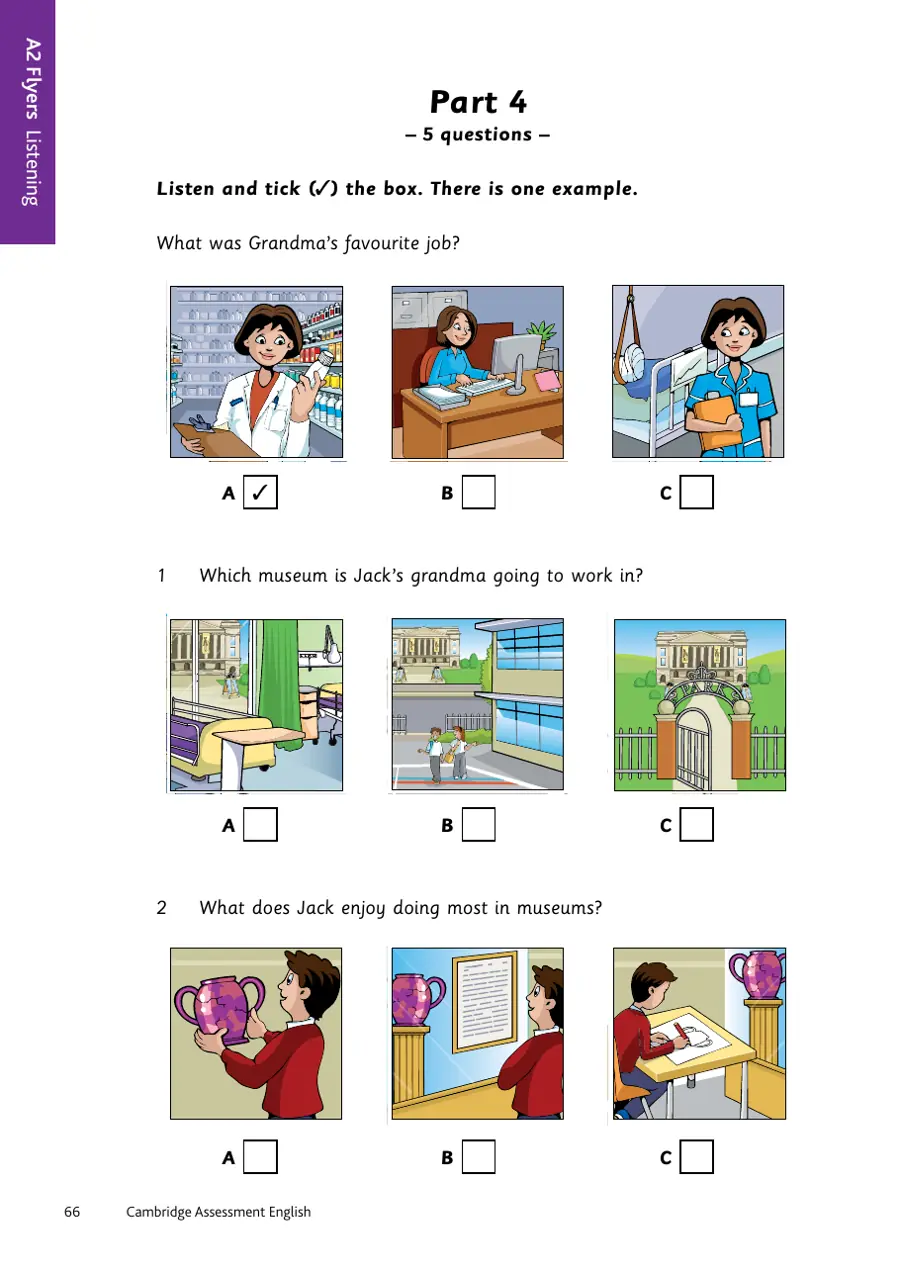 A2 Flyers Listening
Part 4
– 5 questions –
Listen and tick (✓) the box. There is one example.
What was Grandma’s favourite job?
A ✓ B C
1 Which museum is Jack’s grandma going to work in?
PARK
A B C
2 What does Jack enjoy doing most in museums?
A B C
66 Cambridge Assessment English